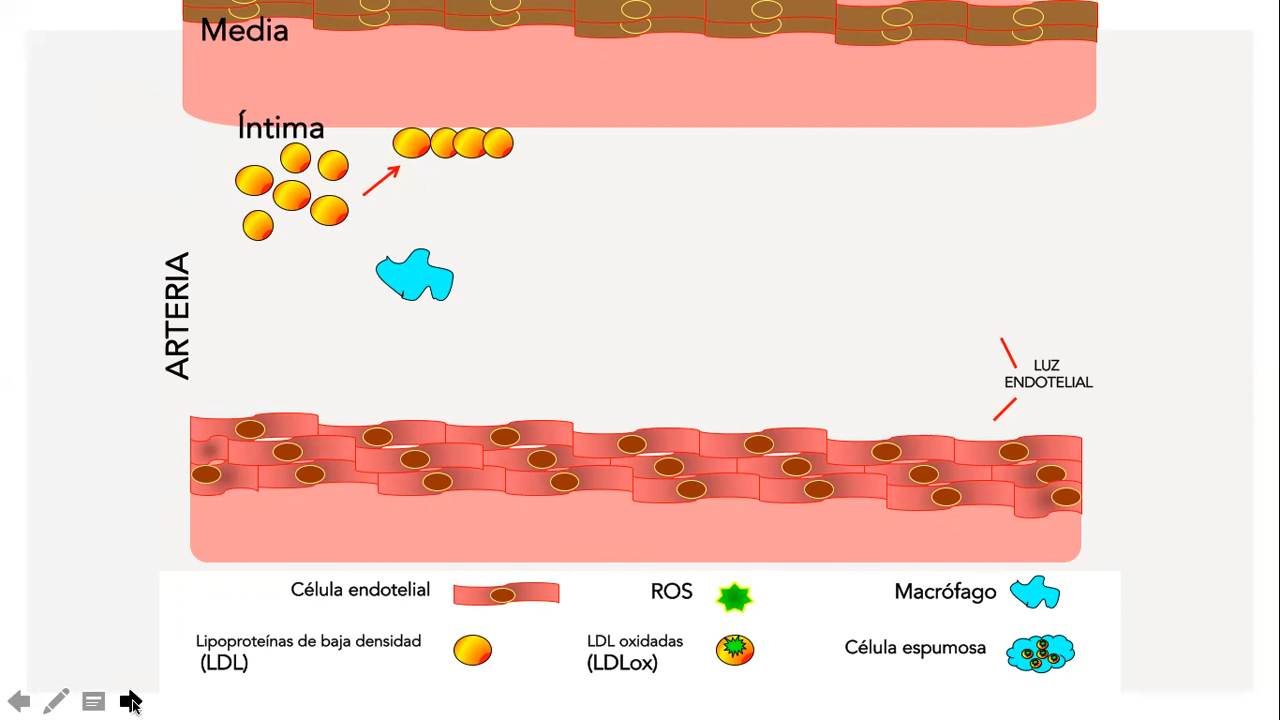 Media
Íntima
ARTERIA
LUZ
ENDOTELIAL
Célula endotelial
ROS
Macrófago
Lipoproteínas de baja densidad
(LDL)
LDL oxidadas
(LDLox)
Célula espumosa